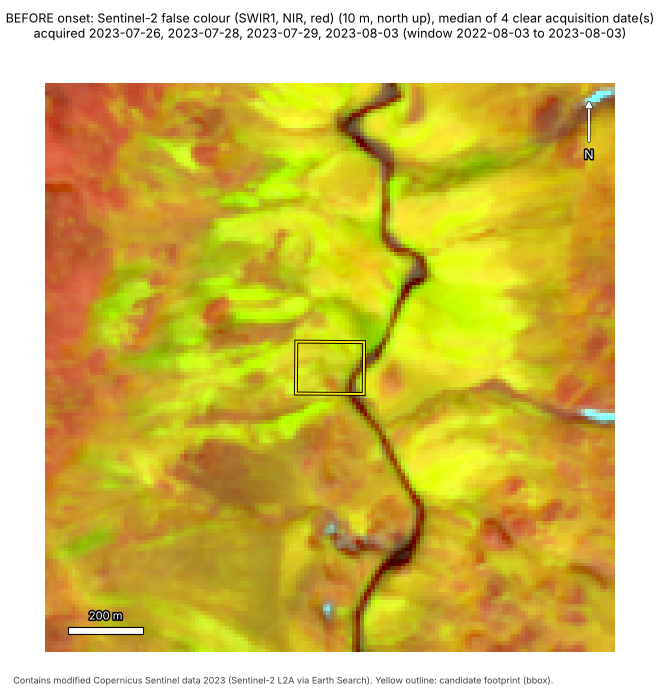 BEFORE onset: Sentinel-2 false colour (SWIR1, NIR, red) (10 m, north up), median of 4 clear acquisition date(s)
acquired 2023-07-26, 2023-07-28, 2023-07-29, 2023-08-03 (window 2022-08-03 to 2023-08-03)
N
200 m
Contains modified Copernicus Sentinel data 2023 (Sentinel-2 L2A via Earth Search). Yellow outline: candidate footprint (bbox).